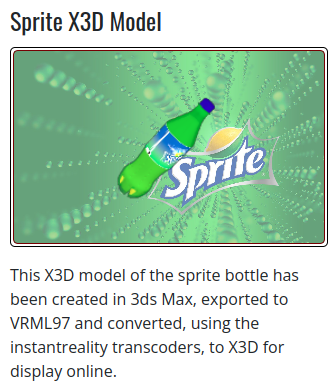 Sprite X3D Model
Sprite
This X3D model of the sprite bottle has
been created in 3ds Max, exported to
VRML97 and converted, using the
instantreality transcoders, to X3D for
display online.